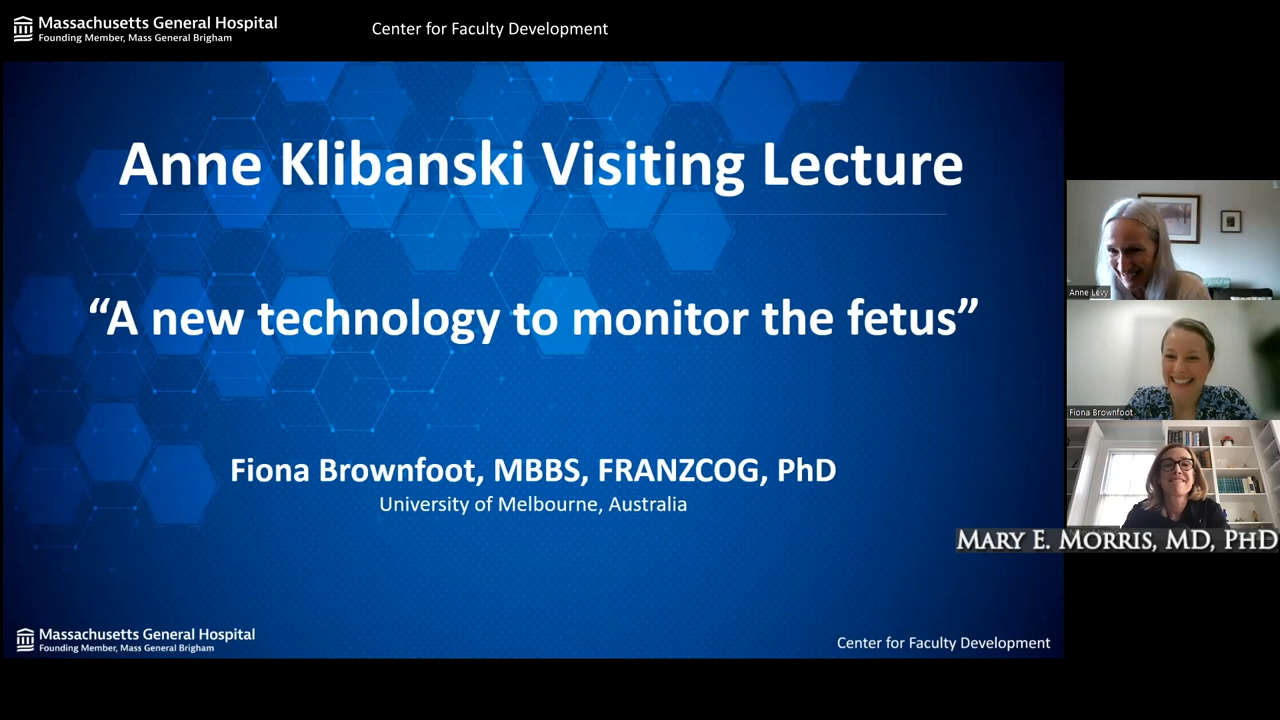 Massachusetts General Hospital
Founding Member, Mass General Brigham
Center for Faculty Development
Anne Klibanski Visiting Lecture
“A new technology to monitor the fetus”
Fiona Brownfoot, MBBS, FRANZCOG, PhD
University of Melbourne, Australia
Massachusetts General Hospital
Founding Member, Mass General Brigham
Center for Faculty Development
Anne Levy
Fiona Brownfoot
Mary E. Morris, MD, PhD